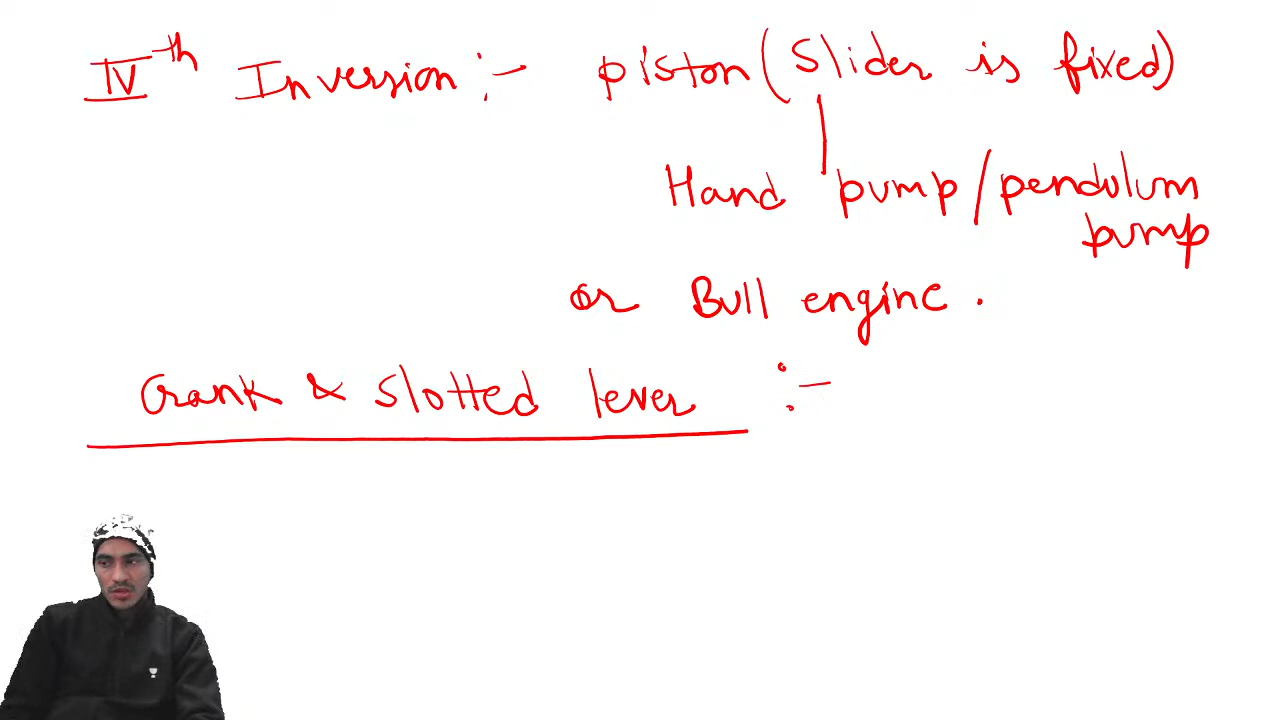 IVth Inversion :- piston (Slider is fixed)
Hand pump / pendulum
pump
or Bull engine .
Crank & slotted lever :-